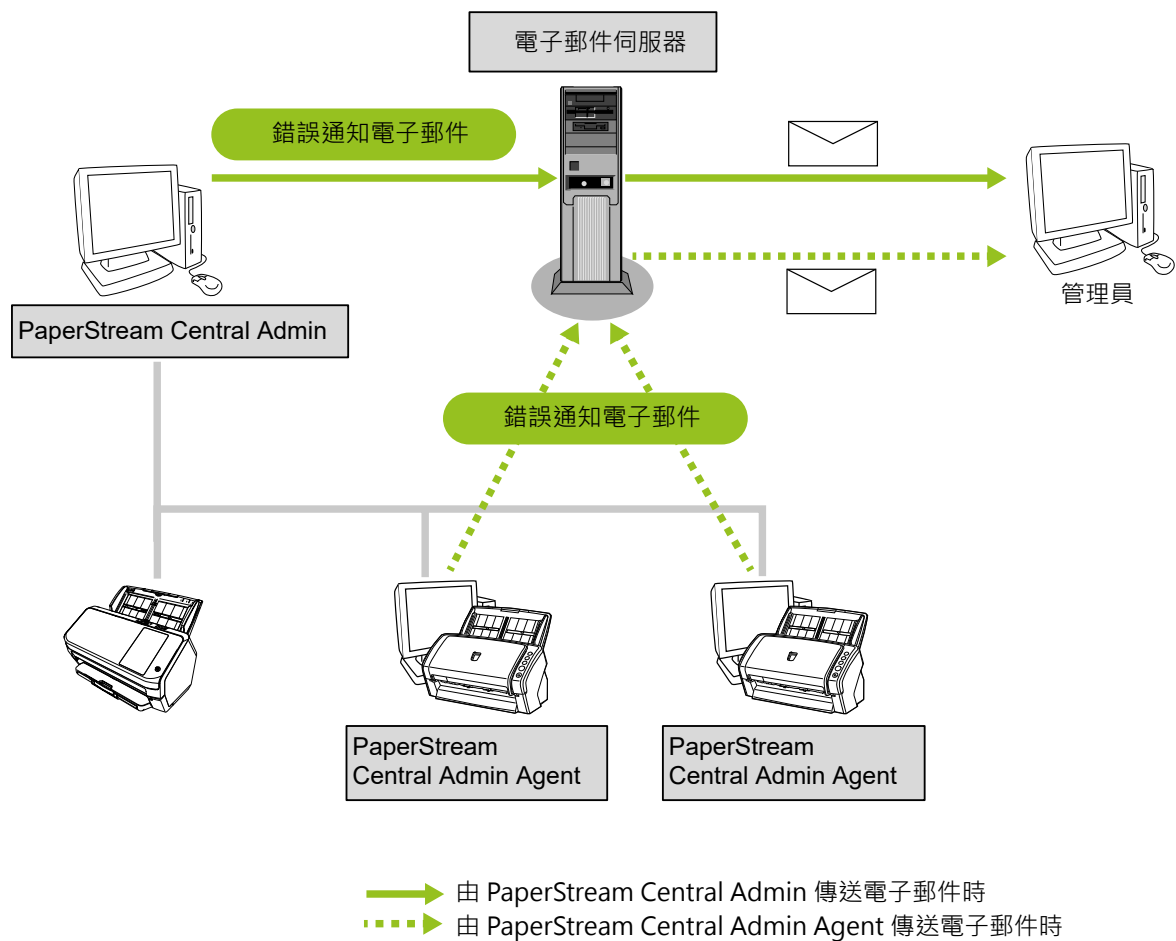 電子郵件伺服器
錯誤通知電子郵件
管理員
PaperStream Central Admin
錯誤通知電子郵件
PaperStream
Central Admin Agent
PaperStream
Central Admin Agent
由 PaperStream Central Admin 傳送電子郵件時
由 PaperStream Central Admin Agent 傳送電子郵件時